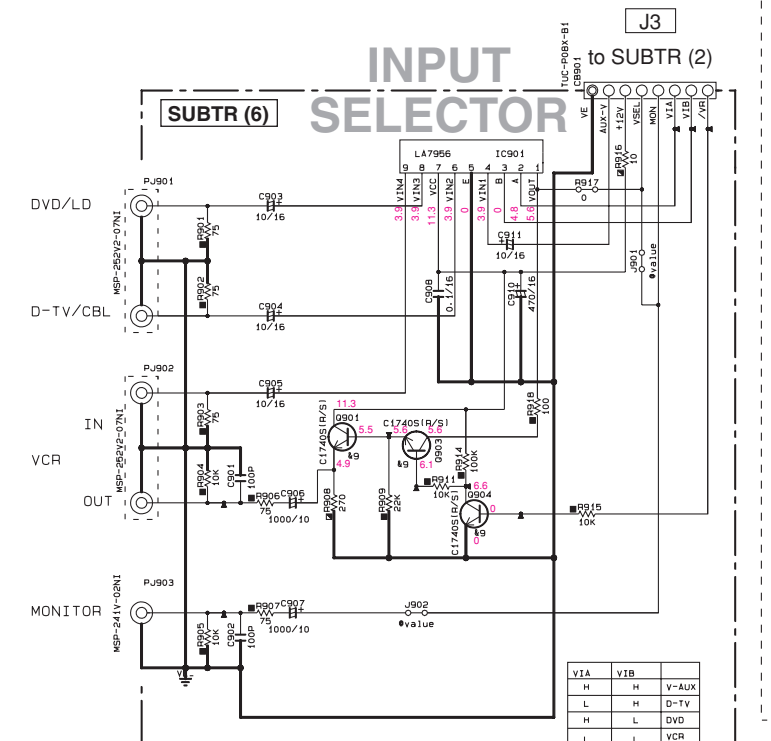 J3
to SUBTR (2)
INPUT
SELECTOR
SUBTR (6)
TUC-P08X-B1
CB901
VE
AUX-V
+12V
VSEL
MON
VIA
VIB
/VR
LA7956 IC901
9 8 7 6 5 4 3 2 1
VIN4
VIN3
VCC
VIN2
E
VIN1
B
A
VOUT
3.9
3.9
11.3
3.9
0
3.9
0
4.8
5.6
R916
10
R917
0
J901
@value
PJ901
DVD/LD
MSP-252V2-07NI
D-TV/CBL
C903
10/16
R901
75
R902
75
C904
10/16
C911
10/16
C908
0.1/16
C910
470/16
PJ902
IN
VCR
OUT
MSP-252V2-07NI
C905
10/16
R903
75
R904
10K
C901
100P
R906
75
C906
1000/10
11.3
Q901
C1740S(R/S)
&9
5.5
4.9
R908
270
R909
22K
C1740S(R/S)
5.6
5.6
Q903
&9
6.1
R911
10K
R914
100K
R918
100
6.6
Q904
C1740S(R/S)
&9
0
0
R915
10K
PJ903
MONITOR
MSP-241V-02NI
R905
10K
C902
100P
R907
75
C907
1000/10
J902
@value
VIA VIB
H H V-AUX
L H D-TV
H L DVD
L L VCR